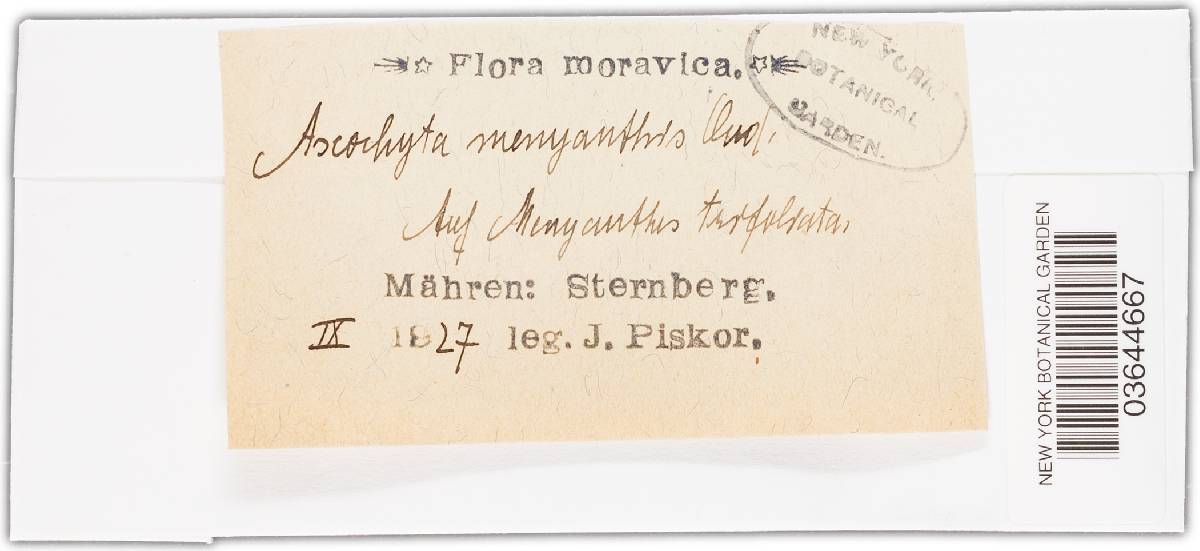 Flora moravica.
NEW YORK
BOTANICAL
GARDEN.
Ascochyta menyanthis Oud.
Auf Menyanthes trifoliata.
Mähren: Sternberg.
IX 1927 leg. J. Piskor.
NEW YORK BOTANICAL GARDEN
03644667